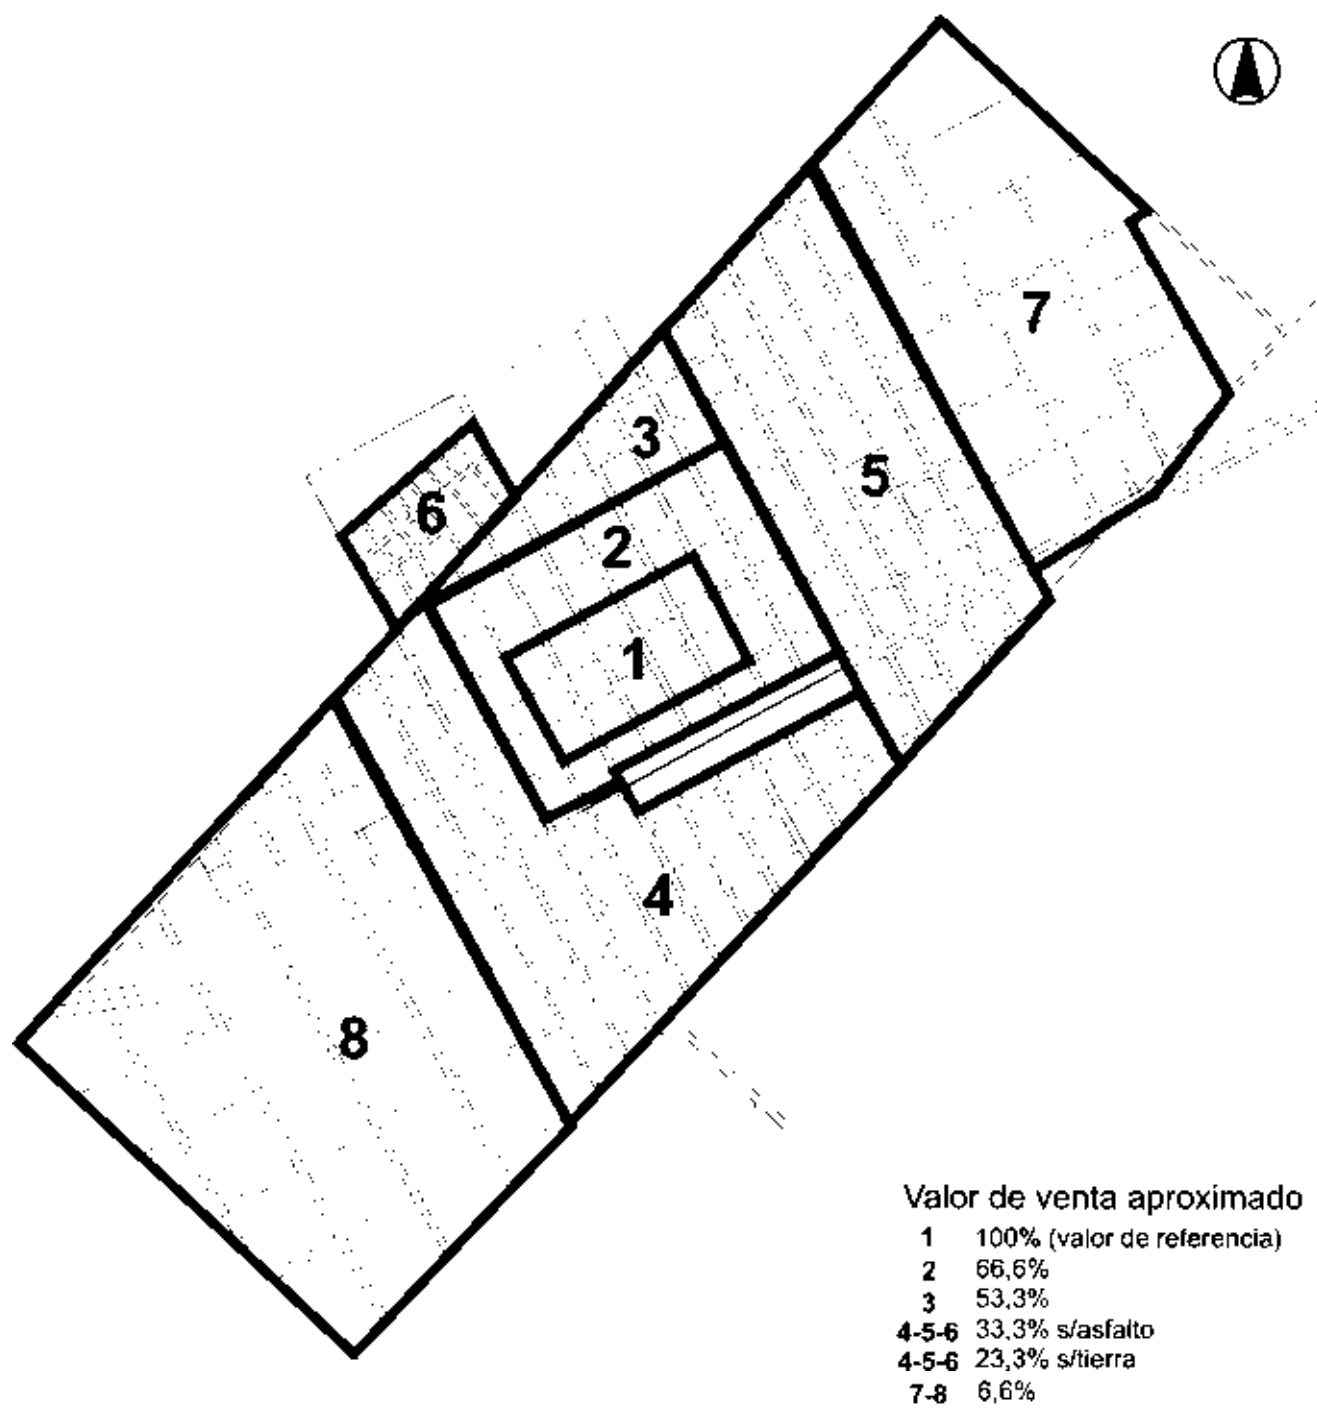 7
3
5
6
2
1
4
8
Valor de venta aproximado
1 100% (valor de referencia)
2 66,6%
3 53,3%
4-5-6 33,3% s/asfalto
4-5-6 23,3% s/tierra
7-8 6,6%